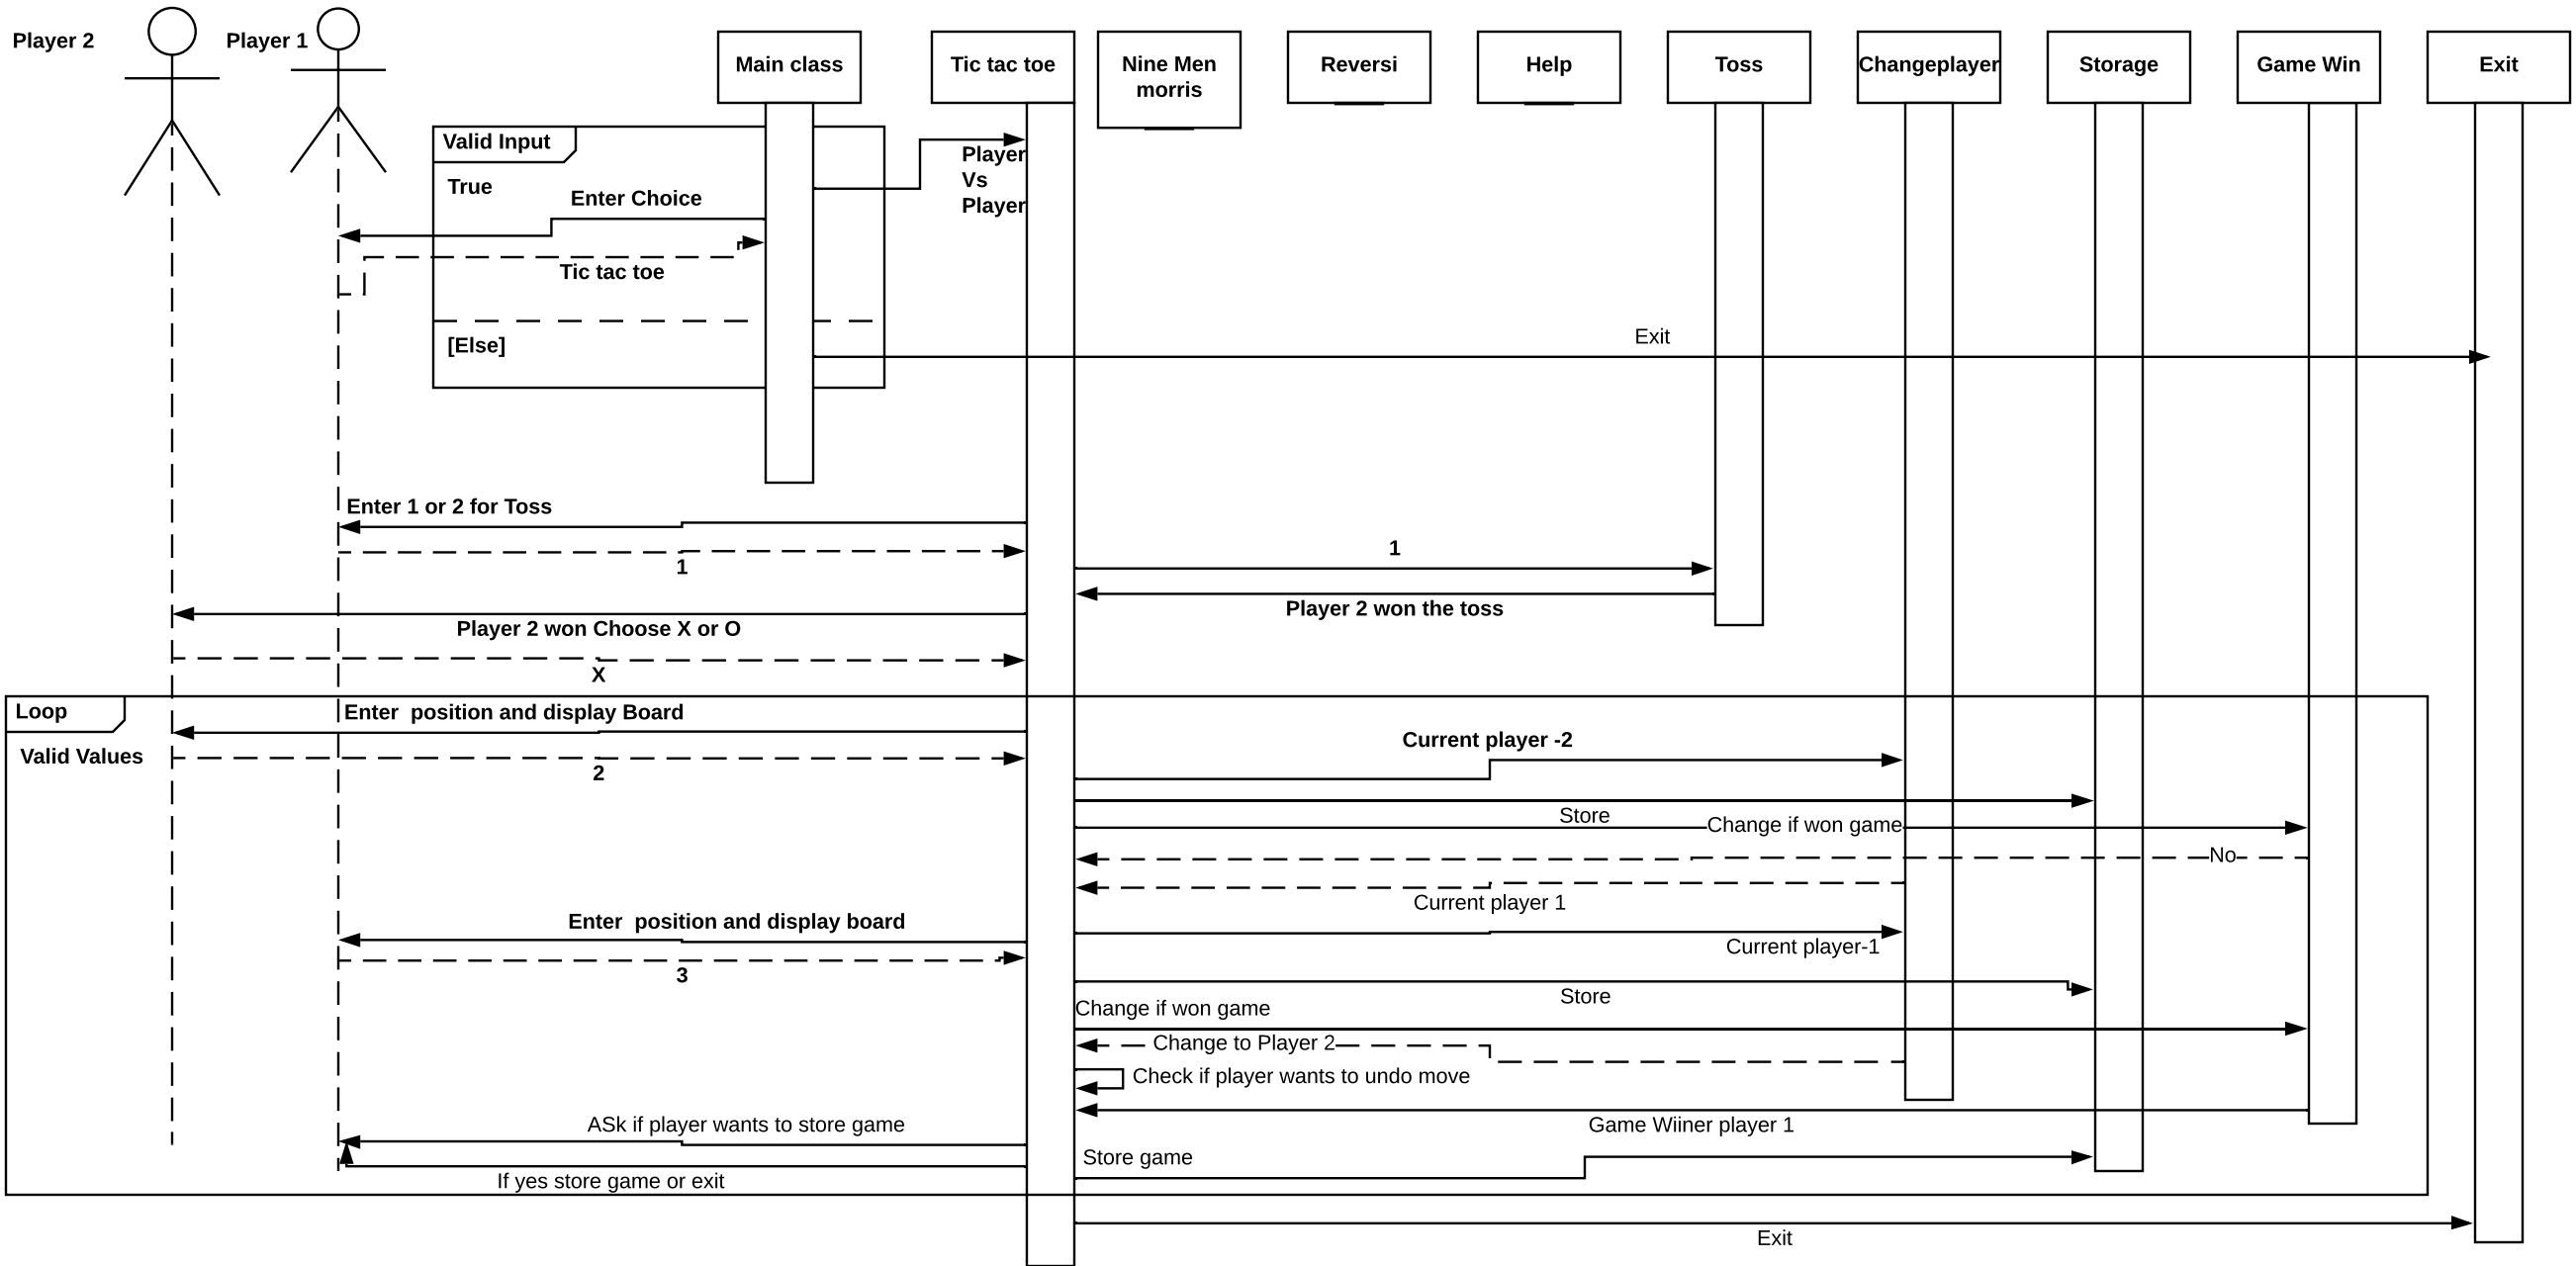 Player 2
Player 1
Main class
Tic tac toe
Nine Men
morris
Reversi
Help
Toss
Changeplayer
Storage
Game Win
Exit
Valid Input
True
Player
Vs
Player
Enter Choice
Tic tac toe
[Else]
Exit
Enter 1 or 2 for Toss
1
1
Player 2 won the toss
Player 2 won Choose X or O
X
Loop
Enter  position and display Board
Valid Values
2
Current player -2
Store
Change if won game
No
Current player 1
Enter  position and display board
Current player-1
3
Store
Change if won game
Change to Player 2
Check if player wants to undo move
ASk if player wants to store game
Game Wiiner player 1
Store game
If yes store game or exit
Exit